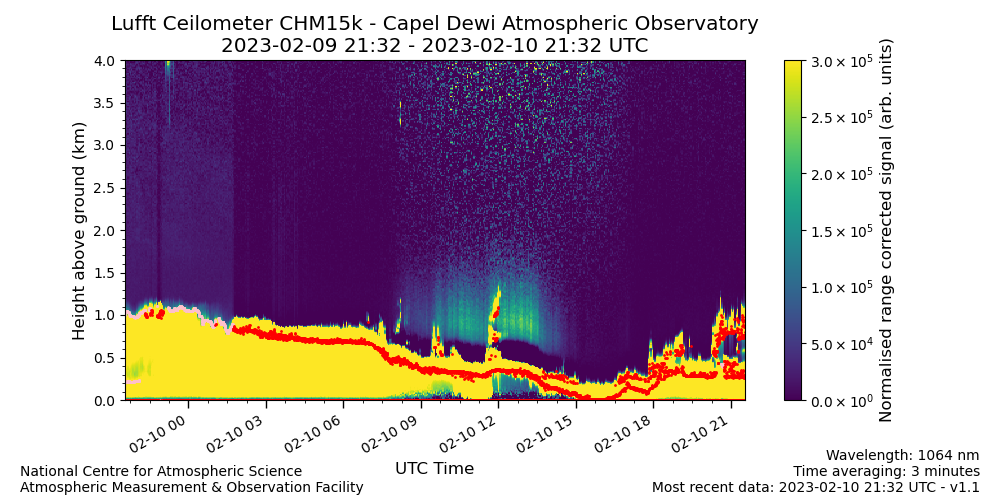 Lufft Ceilometer CHM15k - Capel Dewi Atmospheric Observatory
2023-02-09 21:32 - 2023-02-10 21:32 UTC
Height above ground (km)
4.0
3.5
3.0
2.5
2.0
1.5
1.0
0.5
0.0
02-10 00
02-10 03
02-10 06
02-10 09
02-10 12
02-10 15
02-10 18
02-10 21
UTC Time
3.0 × 10⁵
2.5 × 10⁵
2.0 × 10⁵
1.5 × 10⁵
1.0 × 10⁵
5.0 × 10⁴
0.0 × 10⁰
Normalised range corrected signal (arb. units)
National Centre for Atmospheric Science
Atmospheric Measurement & Observation Facility
Wavelength: 1064 nm
Time averaging: 3 minutes
Most recent data: 2023-02-10 21:32 UTC - v1.1